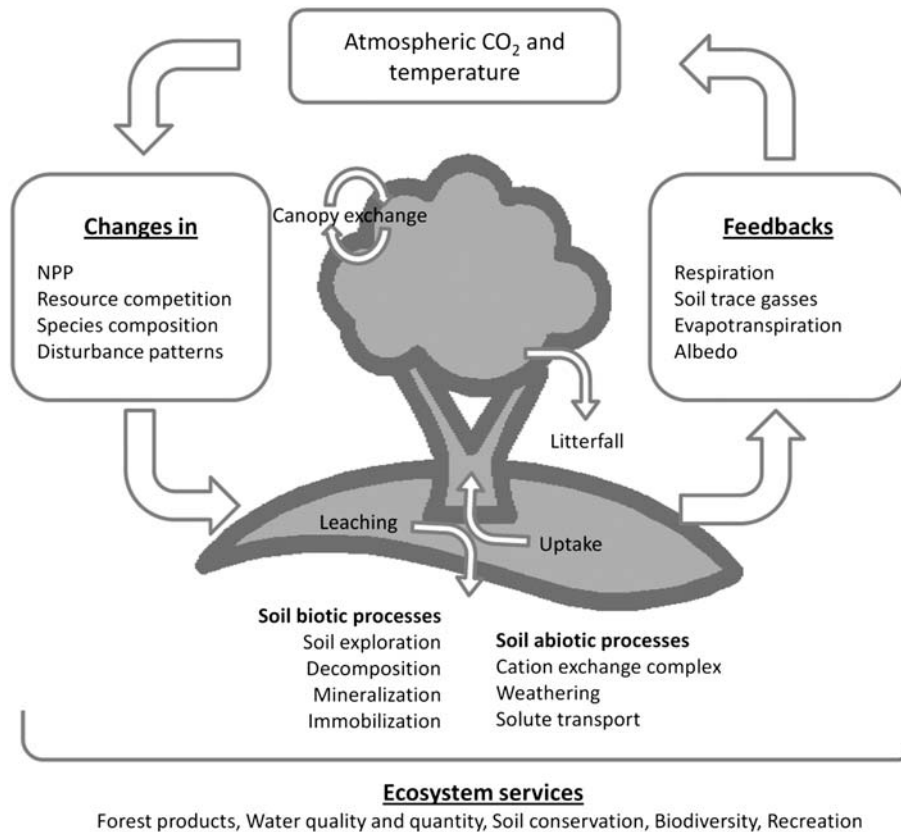 Atmospheric CO₂ and
temperature
Changes in
NPP
Resource competition
Species composition
Disturbance patterns
Canopy exchange
Feedbacks
Respiration
Soil trace gasses
Evapotranspiration
Albedo
Litterfall
Leaching
Uptake
Soil biotic processes
Soil exploration
Decomposition
Mineralization
Immobilization
Soil abiotic processes
Cation exchange complex
Weathering
Solute transport
Ecosystem services
Forest products, Water quality and quantity, Soil conservation, Biodiversity, Recreation